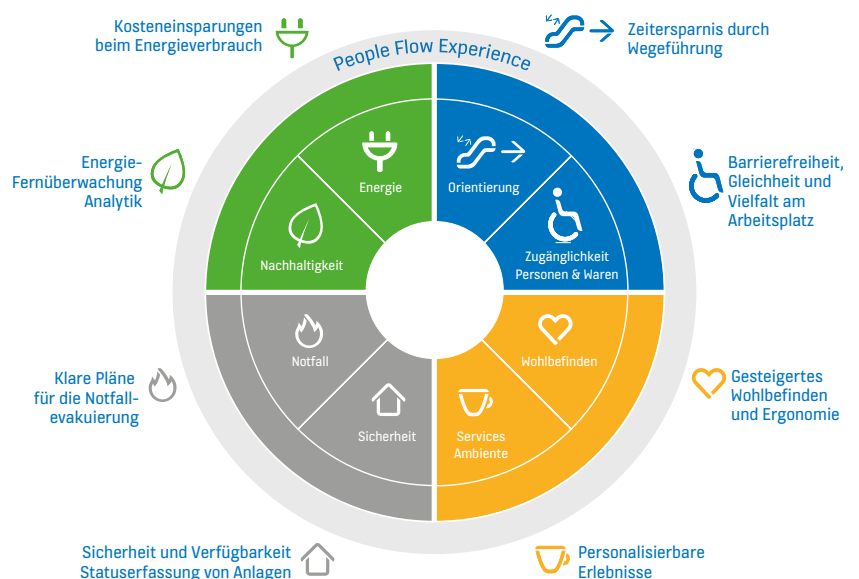 Kosteneinsparungen
beim Energieverbrauch
Zeitersparnis durch
Wegeführung
People Flow Experience
Energie-
Fernüberwachung
Analytik
Barrierefreiheit,
Gleichheit und
Vielfalt am
Arbeitsplatz
Energie
Orientierung
Nachhaltigkeit
Zugänglichkeit
Personen & Waren
Notfall
Wohlbefinden
Sicherheit
Services
Ambiente
Klare Pläne
für die Notfall-
evakuierung
Gesteigertes
Wohlbefinden
und Ergonomie
Sicherheit und Verfügbarkeit
Statuserfassung von Anlagen
Personalisierbare
Erlebnisse